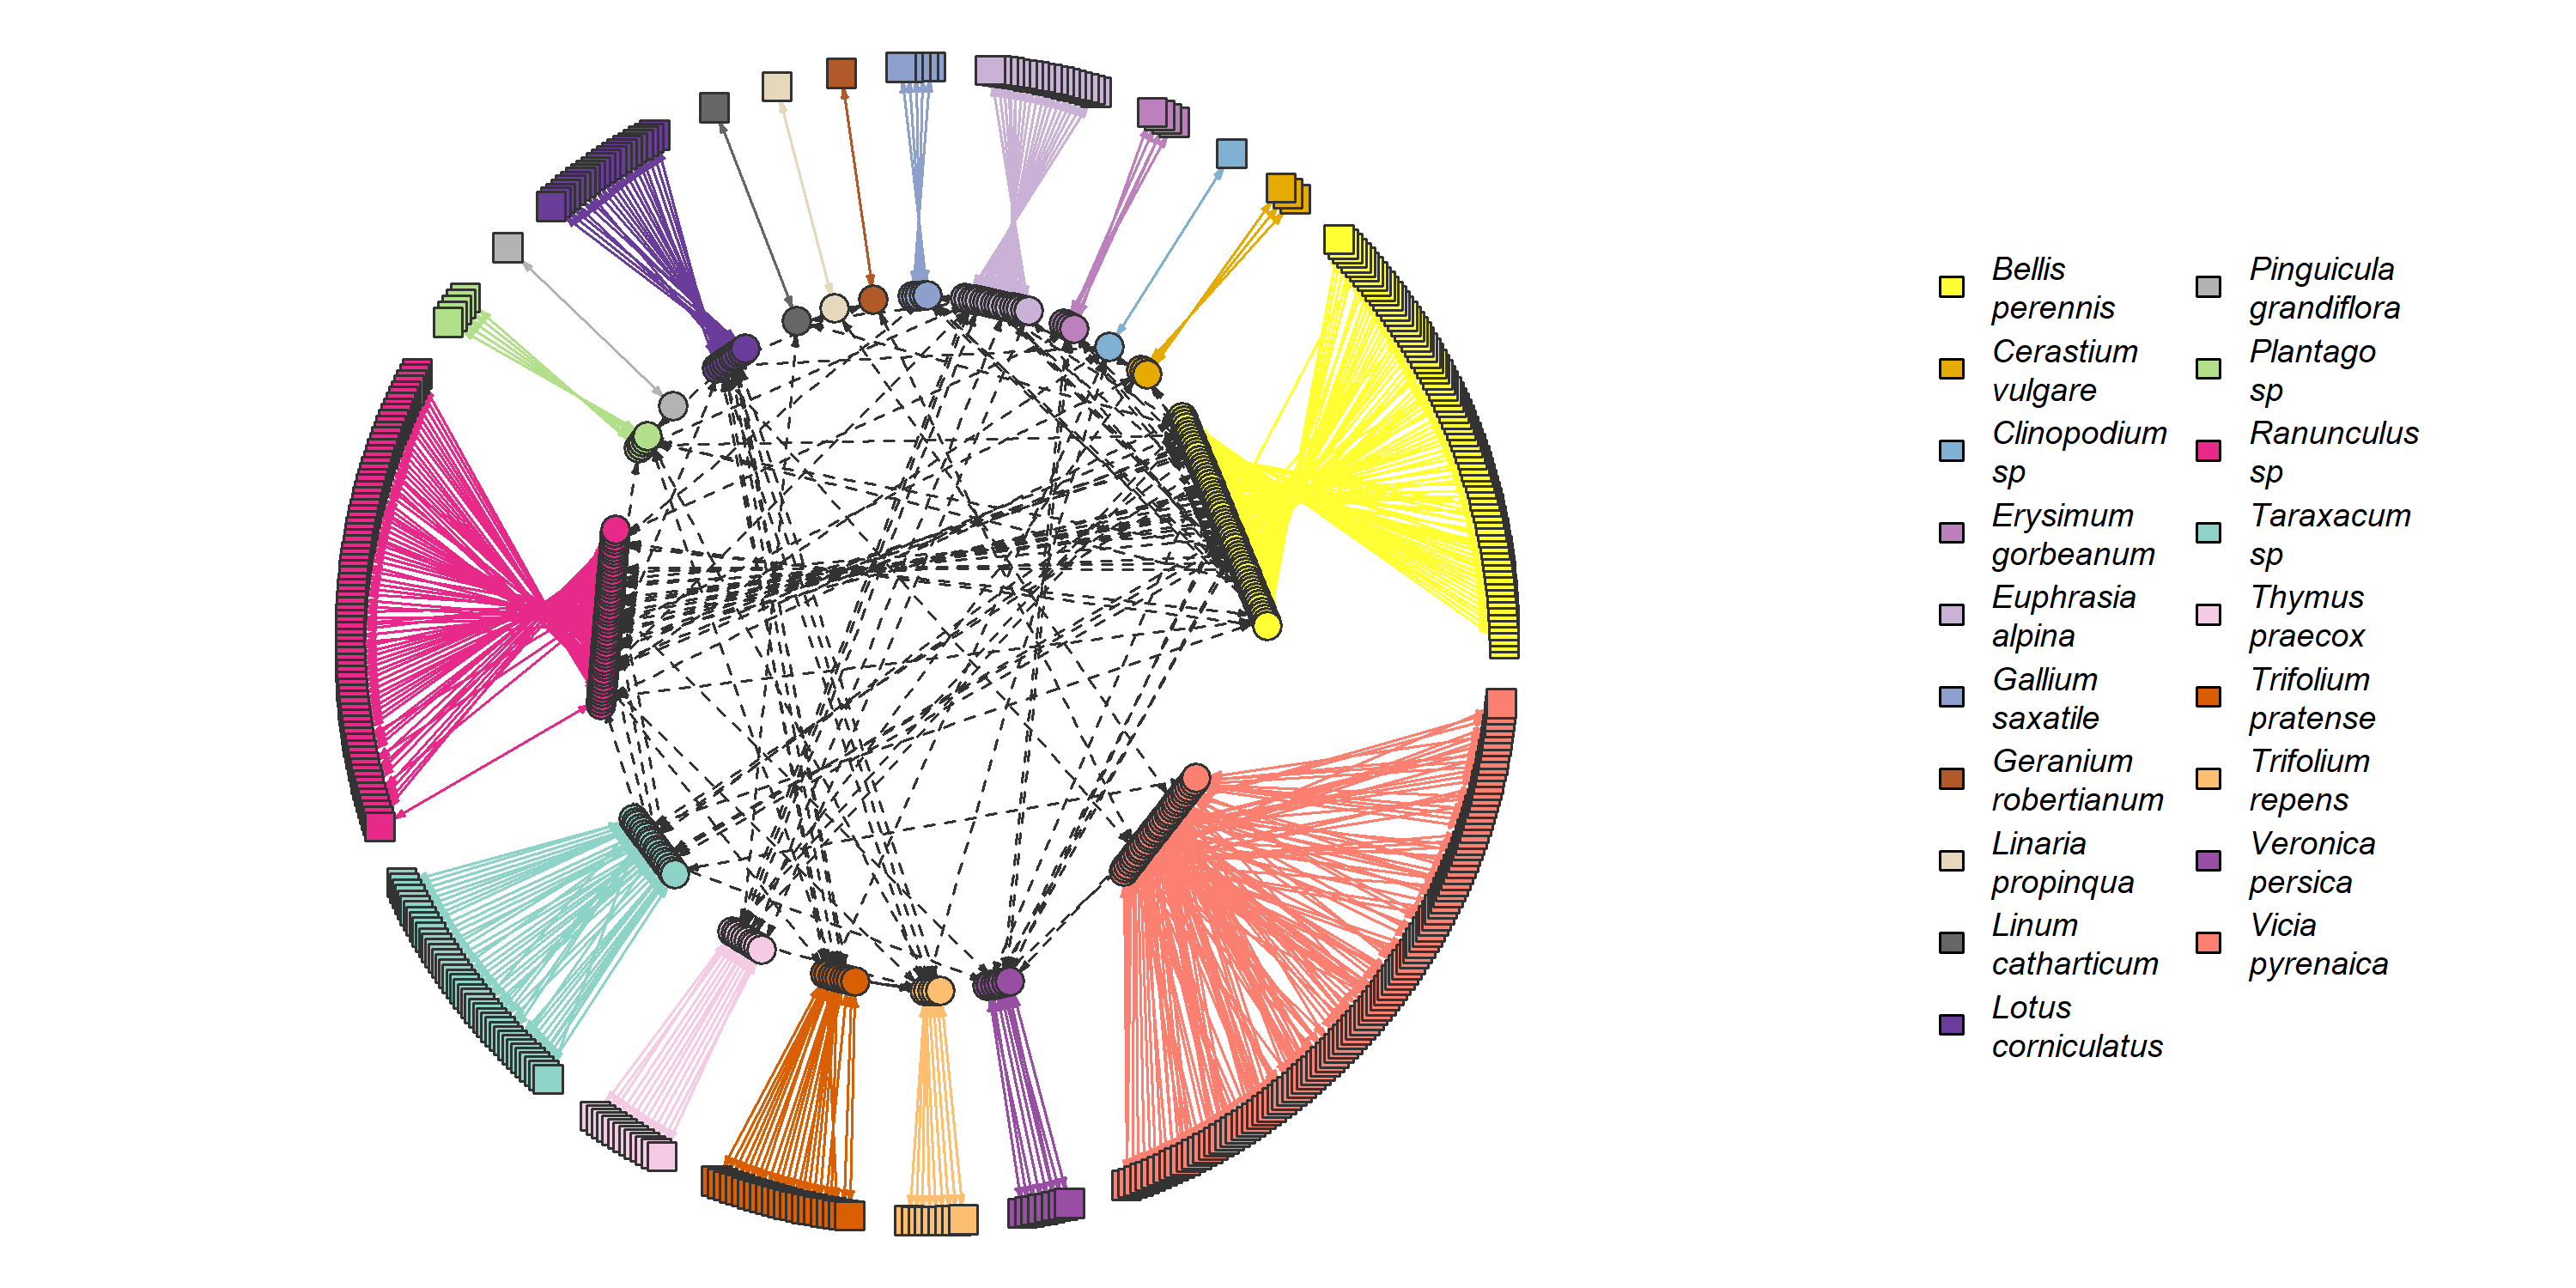 Bellis
perennis
Cerastium
vulgare
Clinopodium
sp
Erysimum
gorbeanum
Euphrasia
alpina
Gallium
saxatile
Geranium
robertianum
Linaria
propinqua
Linum
catharticum
Lotus
corniculatus
Pinguicula
grandiflora
Plantago
sp
Ranunculus
sp
Taraxacum
sp
Thymus
praecox
Trifolium
pratense
Trifolium
repens
Veronica
persica
Vicia
pyrenaica